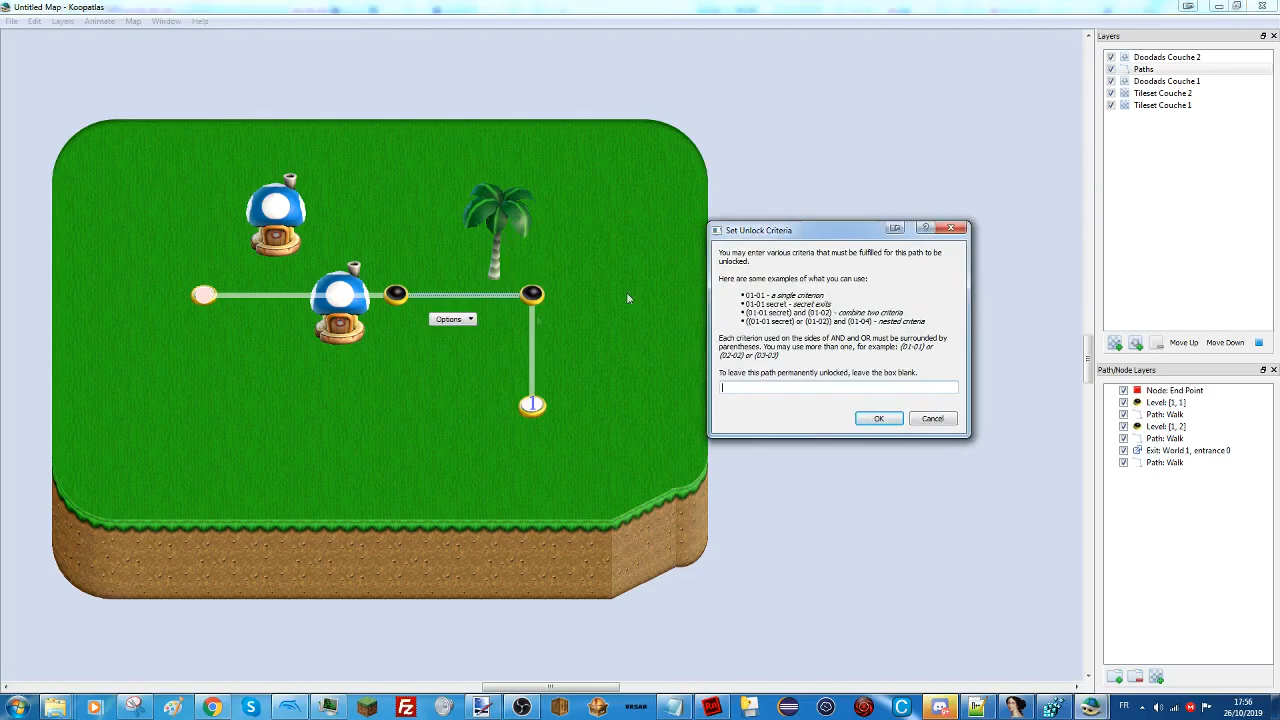 Untitled Map - Koopatlas
File Edit Layers Animate Map Window Help
Layers
Doodads Couche 2
Paths
Doodads Couche 1
Tileset Couche 2
Tileset Couche 1
Set Unlock Criteria
You may enter various criteria that must be fulfilled for this path to be
unlocked.
Here are some examples of what you can use:
• 01-01 - a single criterion
• 01-01 secret - secret exits
• (01-01 secret) and (01-02) - combine two criteria
• ((01-01 secret) or (01-02)) and (01-04) - nested criteria
Each criterion used on the sides of AND and OR must be surrounded by
parentheses. You may use more than one, for example: (01-01) or
(02-02) or (03-03)
To leave this path permanently unlocked, leave the box blank.
OK Cancel
Options
1
Move Up Move Down
Path/Node Layers
Node: End Point
Level: [1, 1]
Path: Walk
Level: [1, 2]
Path: Walk
Exit: World 1, entrance 0
Path: Walk
BRSAR
FR
17:56
26/10/2019